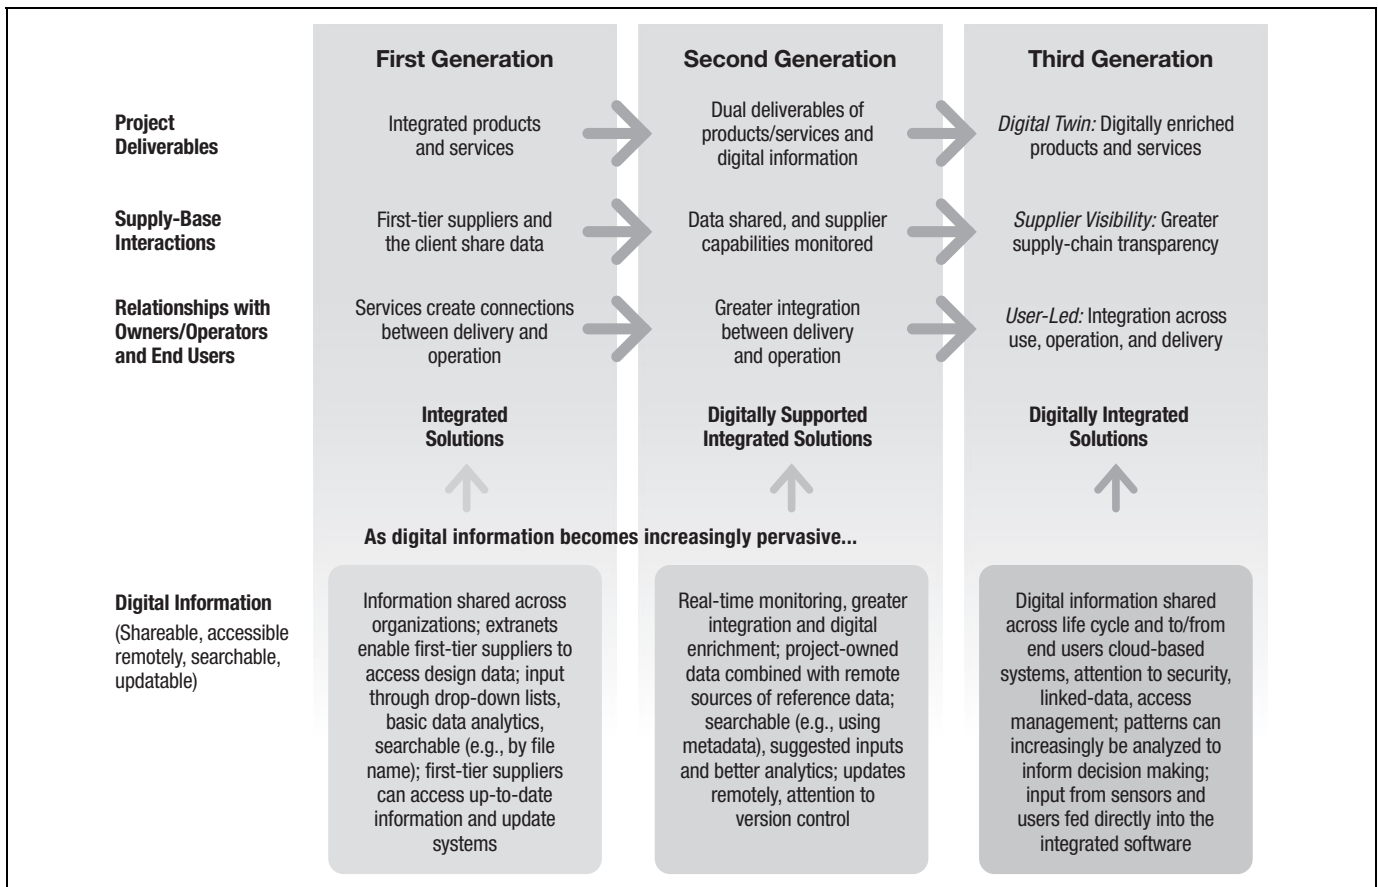 First Generation
Second Generation
Third Generation
Project
Deliverables
Integrated products
and services
Dual deliverables of
products/services and
digital information
Digital Twin: Digitally enriched
products and services
Supply-Base
Interactions
First-tier suppliers and
the client share data
Data shared, and supplier
capabilities monitored
Supplier Visibility: Greater
supply-chain transparency
Relationships with
Owners/Operators
and End Users
Services create connections
between delivery and
operation
Greater integration
between delivery
and operation
User-Led: Integration across
use, operation, and delivery
Integrated
Solutions
Digitally Supported
Integrated Solutions
Digitally Integrated
Solutions
As digital information becomes increasingly pervasive...
Digital Information
(Shareable, accessible
remotely, searchable,
updatable)
Information shared across
organizations; extranets
enable first-tier suppliers to
access design data; input
through drop-down lists,
basic data analytics,
searchable (e.g., by file
name); first-tier suppliers
can access up-to-date
information and update
systems
Real-time monitoring, greater
integration and digital
enrichment; project-owned
data combined with remote
sources of reference data;
searchable (e.g., using
metadata), suggested inputs
and better analytics; updates
remotely, attention to
version control
Digital information shared
across life cycle and to/from
end users cloud-based
systems, attention to security,
linked-data, access
management; patterns can
increasingly be analyzed to
inform decision making;
input from sensors and
users fed directly into the
integrated software